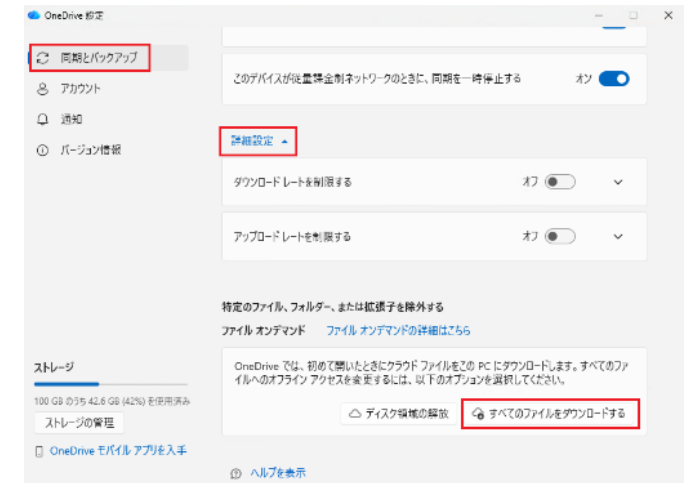 OneDrive 設定
同期とバックアップ
アカウント
通知
バージョン情報
このデバイスが従量課金制ネットワークのときに、同期を一時停止する
オン
詳細設定
ダウンロード レートを制限する
オフ
アップロード レートを制限する
オフ
特定のファイル、フォルダー、または拡張子を除外する
ファイル オンデマンド ファイル オンデマンドの詳細はこちら
OneDrive では、初めて開いたときにクラウド ファイルをこの PC にダウンロードします。すべてのファ
イルへのオフライン アクセスを変更するには、以下のオプションを選択してください。
ディスク領域の解放 すべてのファイルをダウンロードする
ヘルプを表示
ストレージ
100 GB のうち 42.6 GB (42%) を使用済み
ストレージの管理
OneDrive モバイル アプリを入手